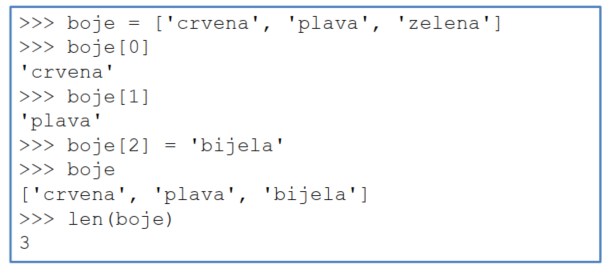 >>> boje = ['crvena', 'plava', 'zelena']
>>> boje[0]
'crvena'
>>> boje[1]
'plava'
>>> boje[2] = 'bijela'
>>> boje
['crvena', 'plava', 'bijela']
>>> len(boje)
3